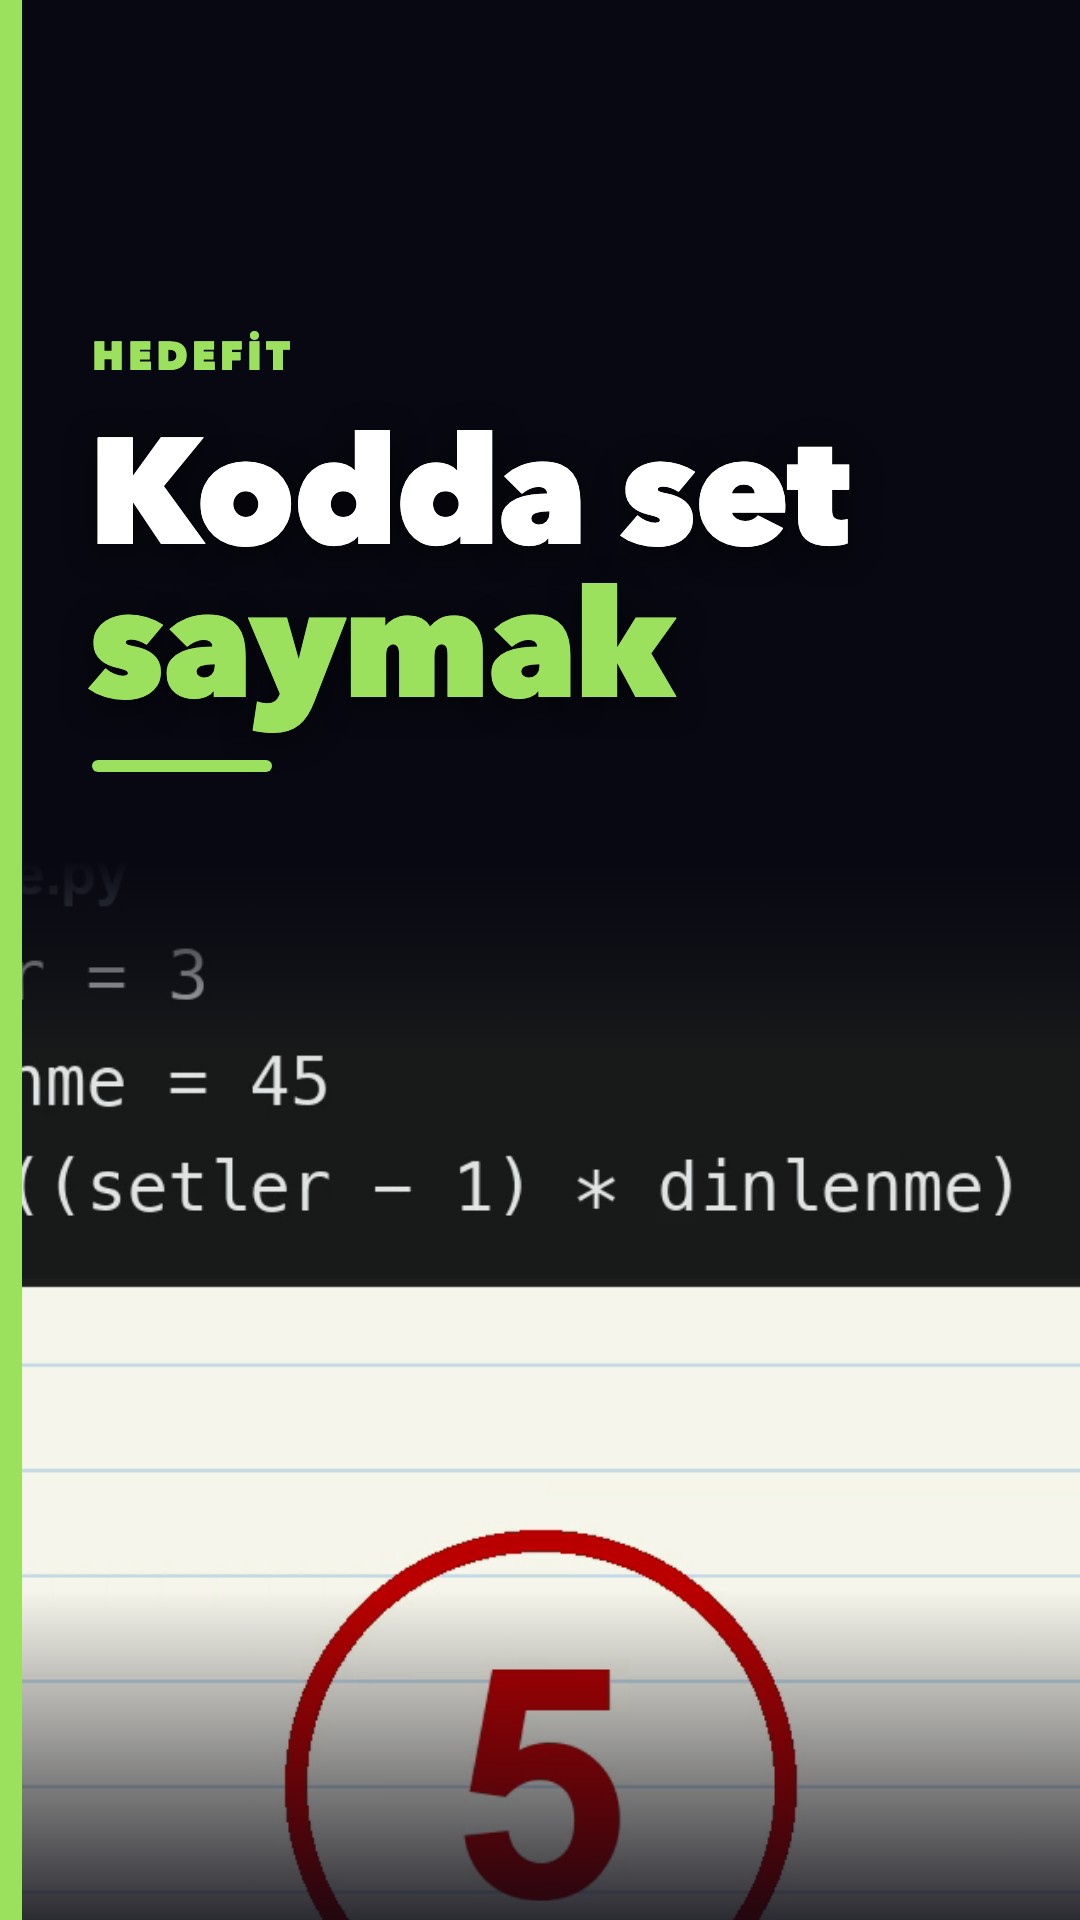 HEDEFİT
Kodda set
saymak
e.py
r = 3
nme = 45
((setler − 1) * dinlenme)
5